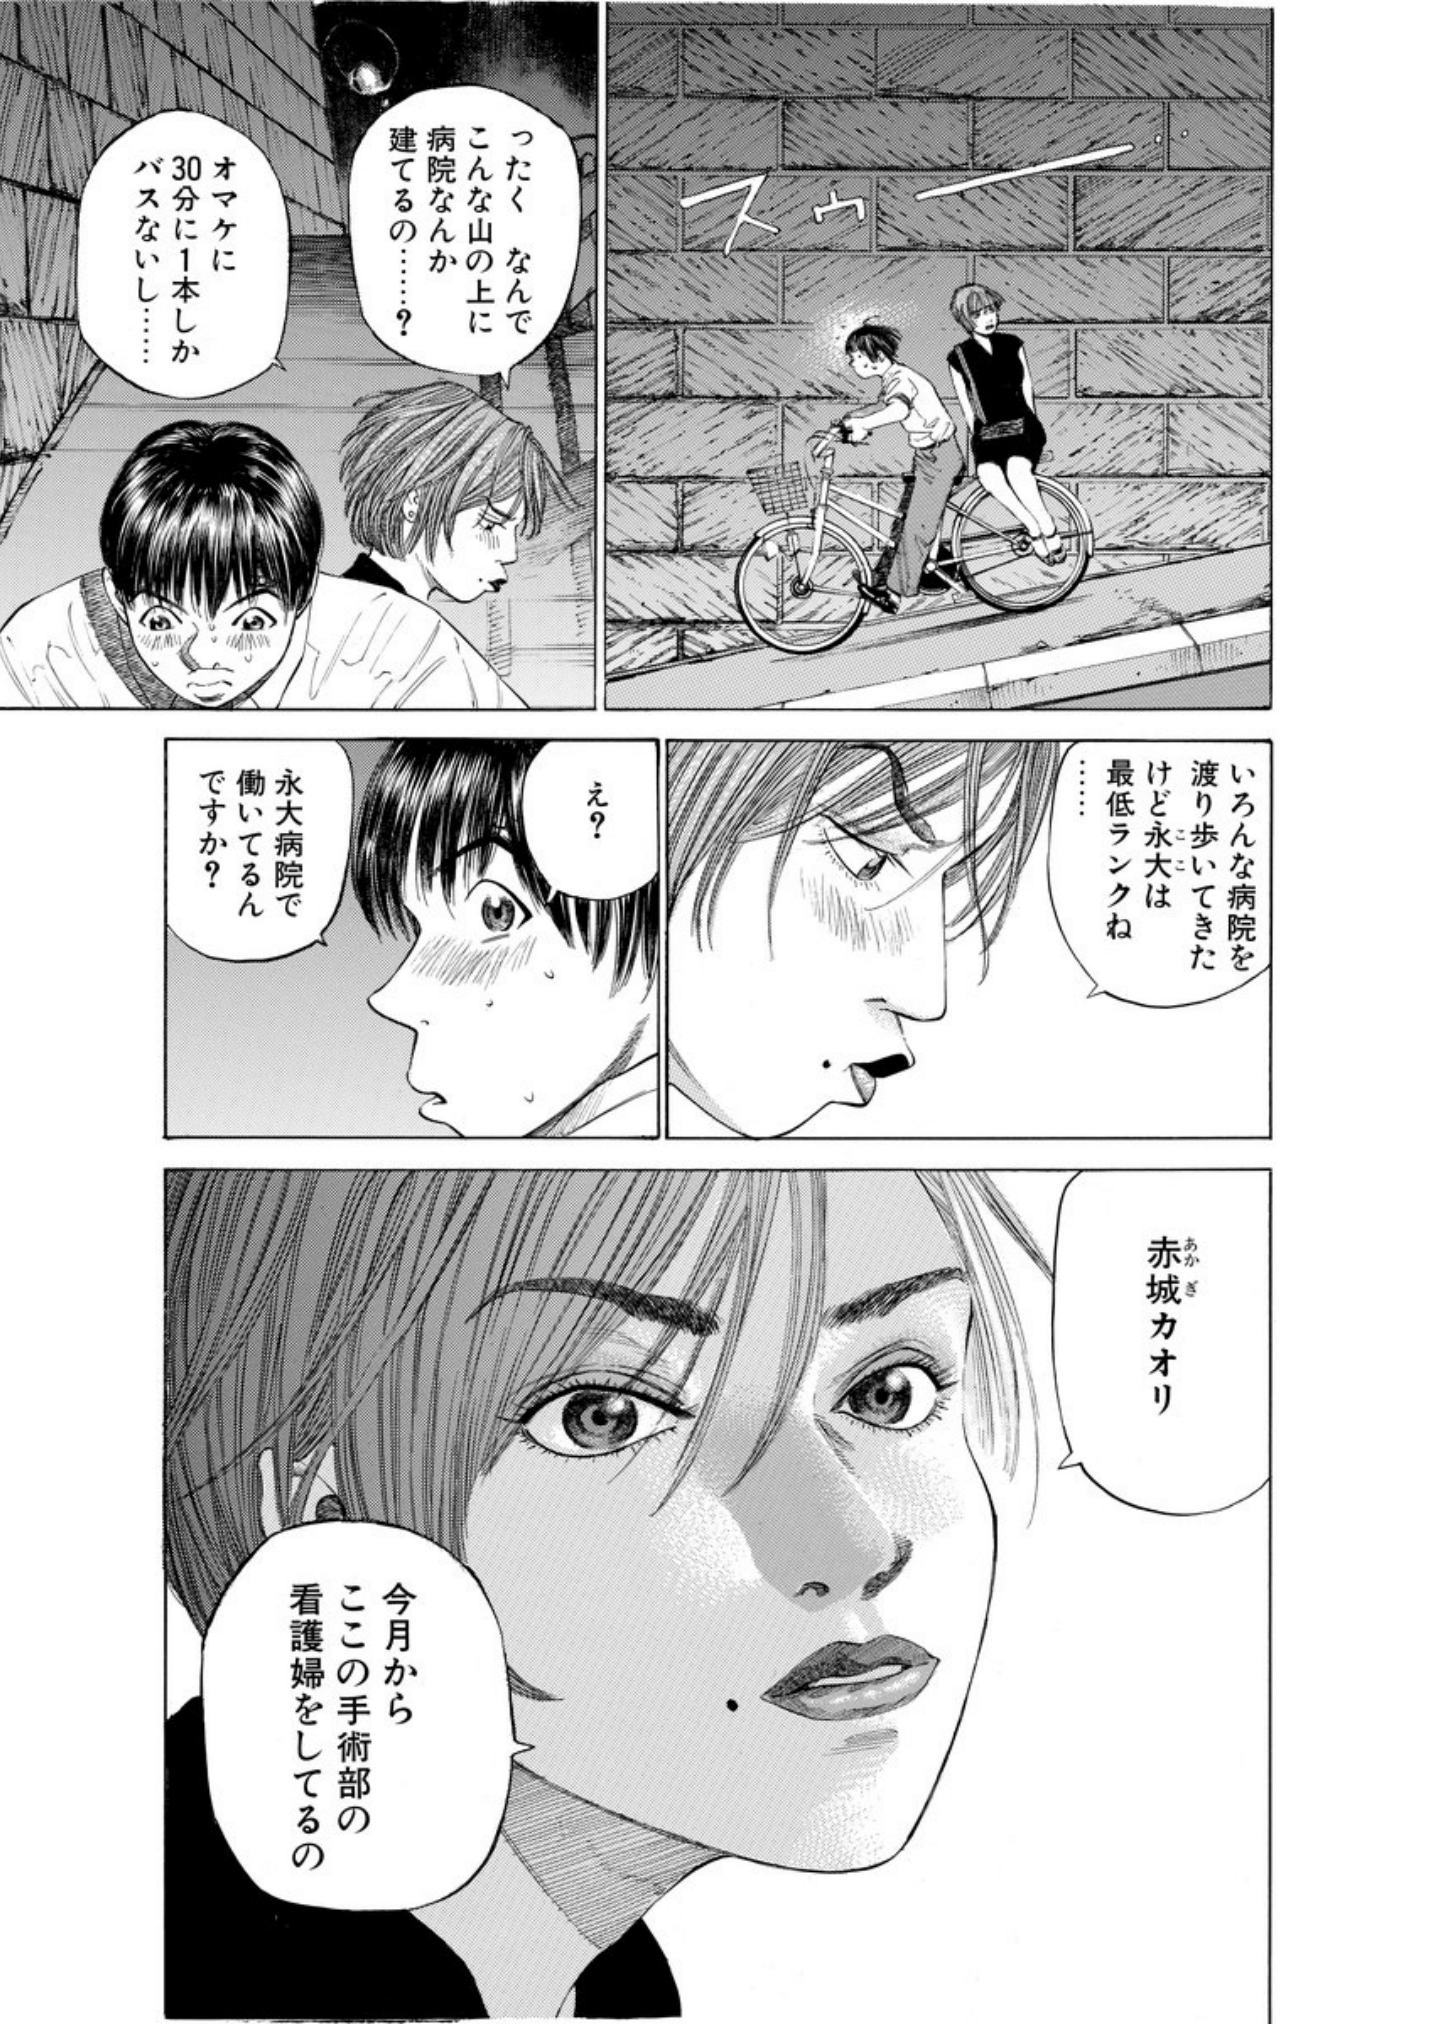 スゥー
ったく なんで
こんな山の上に
病院なんか
建てるの……?
オマケに
30分に1本しか
バスないし……
いろんな病院を
渡り歩いてきた
けど永大は
ここ
最低ランクね
……
え?
永大病院で
働いてるん
ですか?
赤城カオリ
あかぎ
今月から
ここの手術部の
看護婦をしてるの